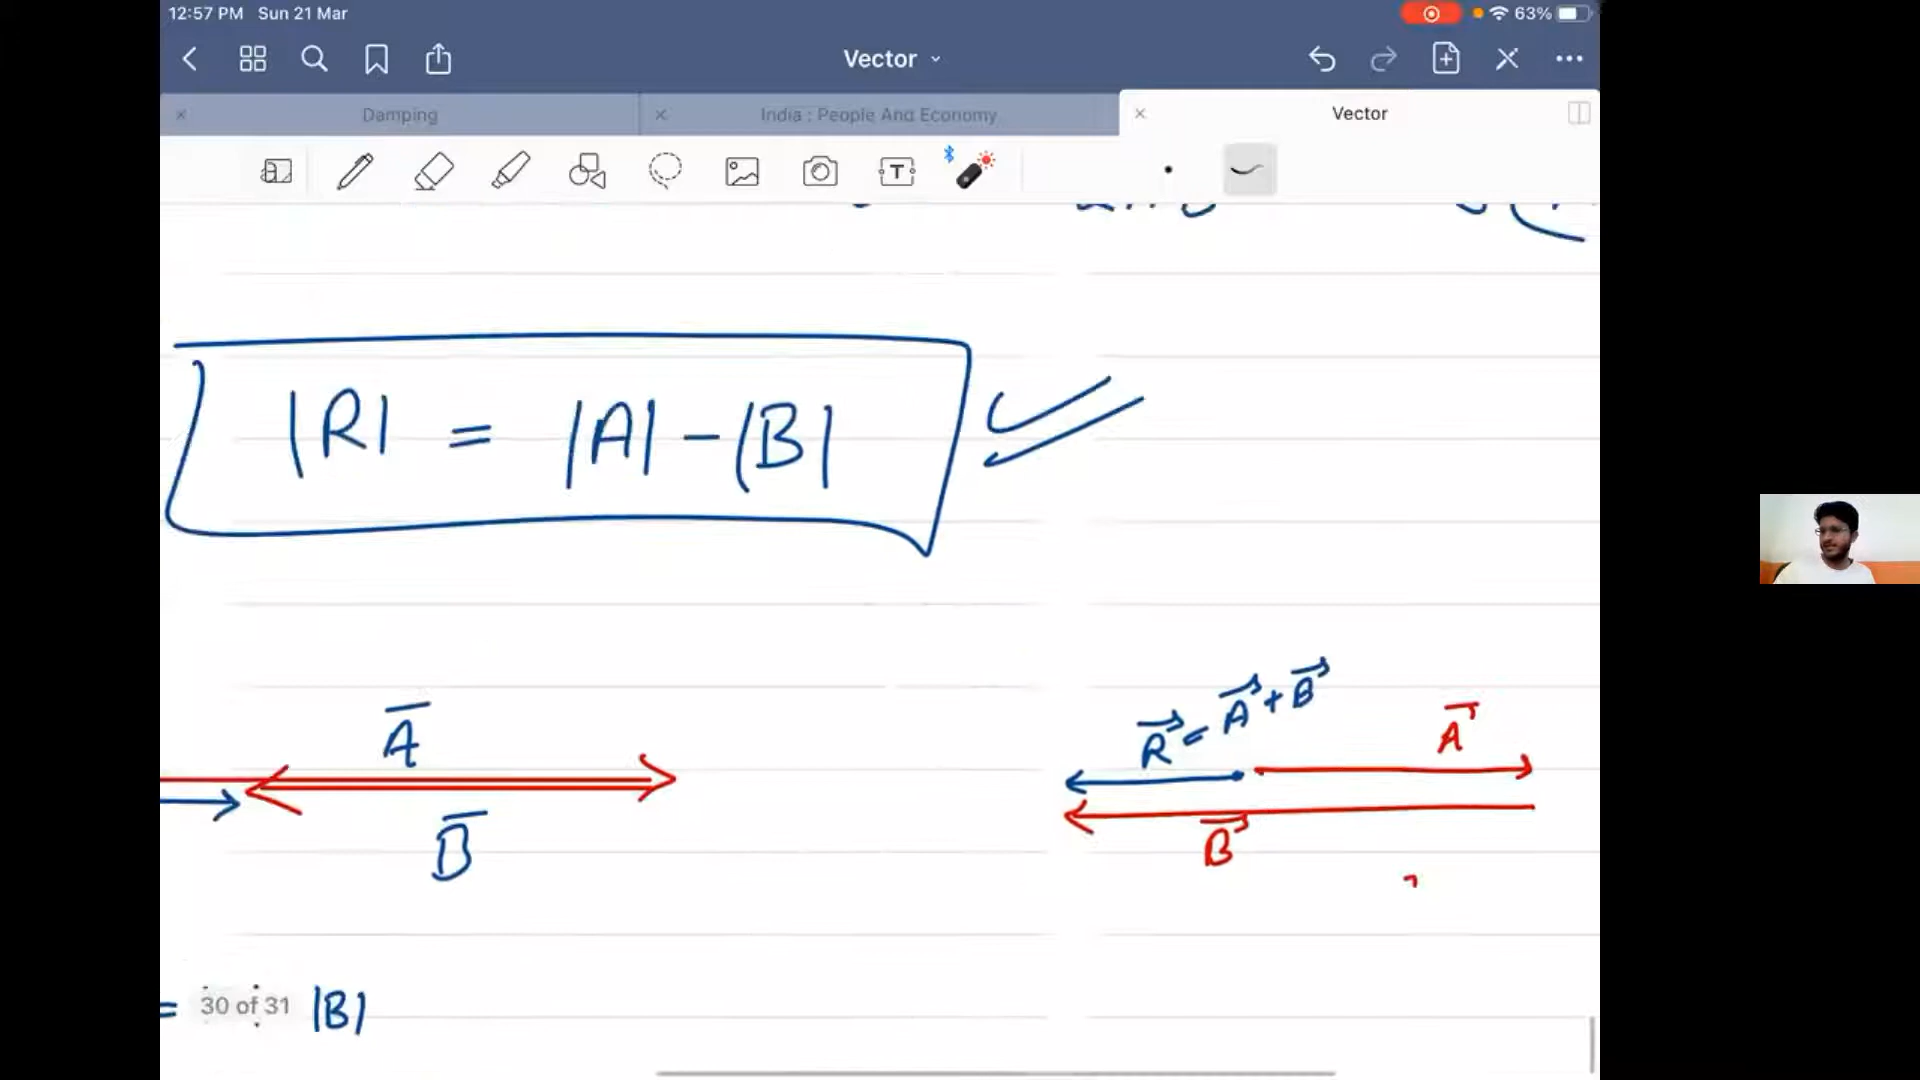 12:57 PM Sun 21 Mar
63%
Vector
Damping
India : People And Economy
Vector
T
|R| = |A| - |B|
A
B
R = A + B
A
B
= 30 of 31 |B|